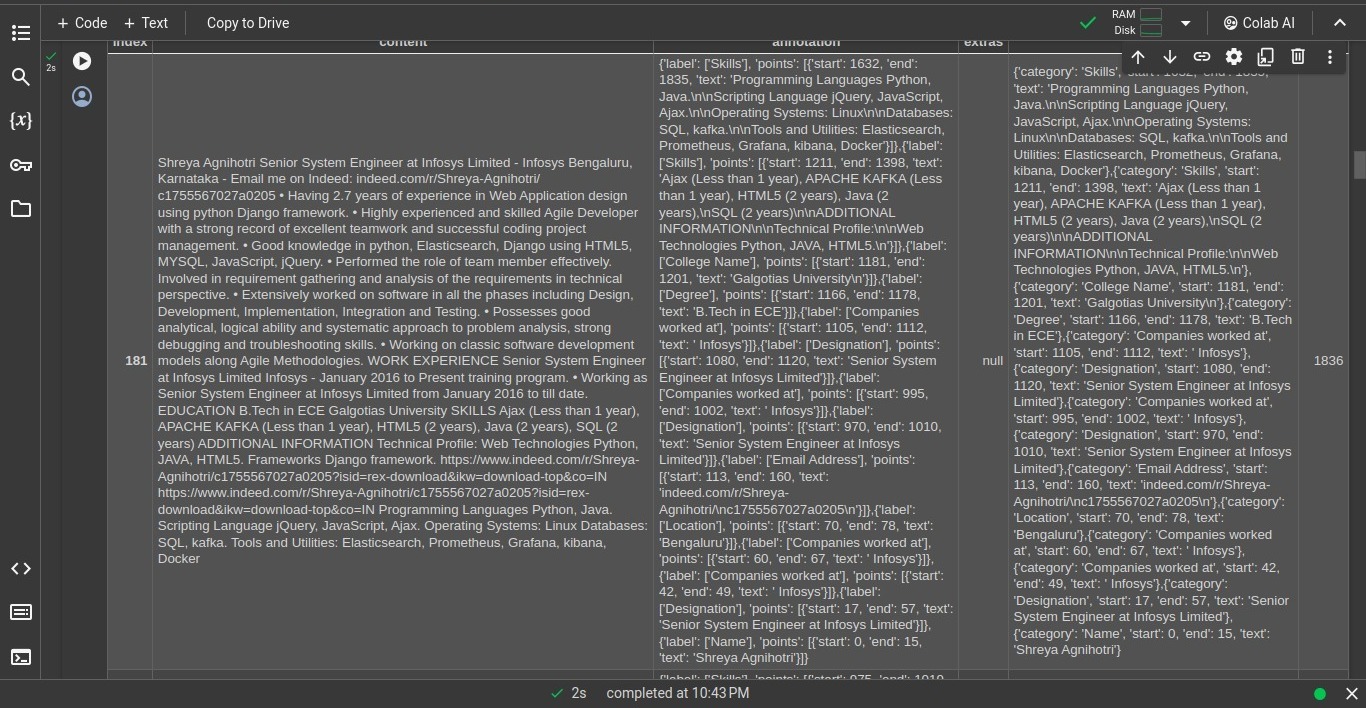 + Code + Text Copy to Drive RAM Disk Colab AI
index content annotation extras
2s
181
Shreya Agnihotri Senior System Engineer at Infosys Limited - Infosys Bengaluru,
Karnataka - Email me on Indeed: indeed.com/r/Shreya-Agnihotri/
c1755567027a0205 • Having 2.7 years of experience in Web Application design
using python Django framework. • Highly experienced and skilled Agile Developer
with a strong record of excellent teamwork and successful coding project
management. • Good knowledge in python, Elasticsearch, Django using HTML5,
MYSQL, JavaScript, jQuery. • Performed the role of team member effectively.
Involved in requirement gathering and analysis of the requirements in technical
perspective. • Extensively worked on software in all the phases including Design,
Development, Implementation, Integration and Testing. • Possesses good
analytical, logical ability and systematic approach to problem analysis, strong
debugging and troubleshooting skills. • Working on classic software development
models along Agile Methodologies. WORK EXPERIENCE Senior System Engineer
at Infosys Limited Infosys - January 2016 to Present training program. • Working as
Senior System Engineer at Infosys Limited from January 2016 to till date.
EDUCATION B.Tech in ECE Galgotias University SKILLS Ajax (Less than 1 year),
APACHE KAFKA (Less than 1 year), HTML5 (2 years), Java (2 years), SQL (2
years) ADDITIONAL INFORMATION Technical Profile: Web Technologies Python,
JAVA, HTML5. Frameworks Django framework. https://www.indeed.com/r/Shreya-
Agnihotri/c1755567027a0205?isid=rex-download&ikw=download-top&co=IN
https://www.indeed.com/r/Shreya-Agnihotri/c1755567027a0205?isid=rex-
download&ikw=download-top&co=IN Programming Languages Python, Java.
Scripting Language jQuery, JavaScript, Ajax. Operating Systems: Linux Databases:
SQL, kafka. Tools and Utilities: Elasticsearch, Prometheus, Grafana, kibana,
Docker
{'label': ['Skills'], 'points': [{'start': 1632, 'end':
1835, 'text': 'Programming Languages Python,
Java.\n\nScripting Language jQuery, JavaScript,
Ajax.\n\nOperating Systems: Linux\n\nDatabases:
SQL, kafka.\n\nTools and Utilities: Elasticsearch,
Prometheus, Grafana, kibana, Docker'}]},{'label':
['Skills'], 'points': [{'start': 1211, 'end': 1398, 'text':
'Ajax (Less than 1 year), APACHE KAFKA (Less
than 1 year), HTML5 (2 years), Java (2
years),\nSQL (2 years)\n\nADDITIONAL
INFORMATION\n\nTechnical Profile:\n\nWeb
Technologies Python, JAVA, HTML5.\n'}]},{'label':
['College Name'], 'points': [{'start': 1181, 'end':
1201, 'text': 'Galgotias University\n'}]},{'label':
['Degree'], 'points': [{'start': 1166, 'end': 1178,
'text': 'B.Tech in ECE'}]},{'label': ['Companies
worked at'], 'points': [{'start': 1105, 'end': 1112,
'text': ' Infosys'}]},{'label': ['Designation'], 'points':
[{'start': 1080, 'end': 1120, 'text': 'Senior System
Engineer at Infosys Limited'}]},{'label':
['Companies worked at'], 'points': [{'start': 995,
'end': 1002, 'text': ' Infosys'}]},{'label':
['Designation'], 'points': [{'start': 970, 'end': 1010,
'text': 'Senior System Engineer at Infosys
Limited'}]},{'label': ['Email Address'], 'points':
[{'start': 113, 'end': 160, 'text':
'indeed.com/r/Shreya-
Agnihotri/\nc1755567027a0205\n'}]},{'label':
['Location'], 'points': [{'start': 70, 'end': 78, 'text':
'Bengaluru'}]},{'label': ['Companies worked at'],
'points': [{'start': 60, 'end': 67, 'text': ' Infosys'}]},
{'label': ['Companies worked at'], 'points': [{'start':
42, 'end': 49, 'text': ' Infosys'}]},{'label':
['Designation'], 'points': [{'start': 17, 'end': 57, 'text':
'Senior System Engineer at Infosys Limited'}]},
{'label': ['Name'], 'points': [{'start': 0, 'end': 15,
'text': 'Shreya Agnihotri'}]}
null
{'category': 'Skills', 'start': 1632, 'end': 1835,
'text': 'Programming Languages Python,
Java.\n\nScripting Language jQuery,
JavaScript, Ajax.\n\nOperating Systems:
Linux\n\nDatabases: SQL, kafka.\n\nTools and
Utilities: Elasticsearch, Prometheus, Grafana,
kibana, Docker'},{'category': 'Skills', 'start':
1211, 'end': 1398, 'text': 'Ajax (Less than 1
year), APACHE KAFKA (Less than 1 year),
HTML5 (2 years), Java (2 years),\nSQL (2
years)\n\nADDITIONAL
INFORMATION\n\nTechnical Profile:\n\nWeb
Technologies Python, JAVA, HTML5.\n'},
{'category': 'College Name', 'start': 1181, 'end':
1201, 'text': 'Galgotias University\n'},{'category':
'Degree', 'start': 1166, 'end': 1178, 'text': 'B.Tech
in ECE'},{'category': 'Companies worked at',
'start': 1105, 'end': 1112, 'text': ' Infosys'},
{'category': 'Designation', 'start': 1080, 'end':
1120, 'text': 'Senior System Engineer at Infosys
Limited'},{'category': 'Companies worked at',
'start': 995, 'end': 1002, 'text': ' Infosys'},
{'category': 'Designation', 'start': 970, 'end':
1010, 'text': 'Senior System Engineer at Infosys
Limited'},{'category': 'Email Address', 'start':
113, 'end': 160, 'text': 'indeed.com/r/Shreya-
Agnihotri/\nc1755567027a0205\n'},{'category':
'Location', 'start': 70, 'end': 78, 'text':
'Bengaluru'},{'category': 'Companies worked
at', 'start': 60, 'end': 67, 'text': ' Infosys'},
{'category': 'Companies worked at', 'start': 42,
'end': 49, 'text': ' Infosys'},{'category':
'Designation', 'start': 17, 'end': 57, 'text': 'Senior
System Engineer at Infosys Limited'},
{'category': 'Name', 'start': 0, 'end': 15, 'text':
'Shreya Agnihotri'}
1836
{'label': ['Skills'], 'points': [{'start': 975, 'end': 1010
2s completed at 10:43 PM